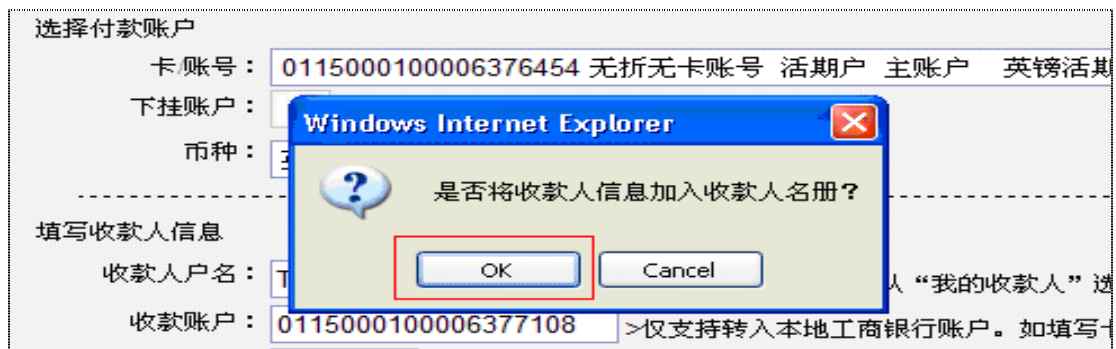 选择付款账户
卡/账号： 0115000100006376454 无折无卡账号 活期户 主账户 英镑活期
下挂账户：
Windows Internet Explorer
币种：
是否将收款人信息加入收款人名册？
填写收款人信息
OK Cancel
收款人户名： T 人“我的收款人”选
收款账户： 0115000100006377108 >仅支持转入本地工商银行账户。如填写卡